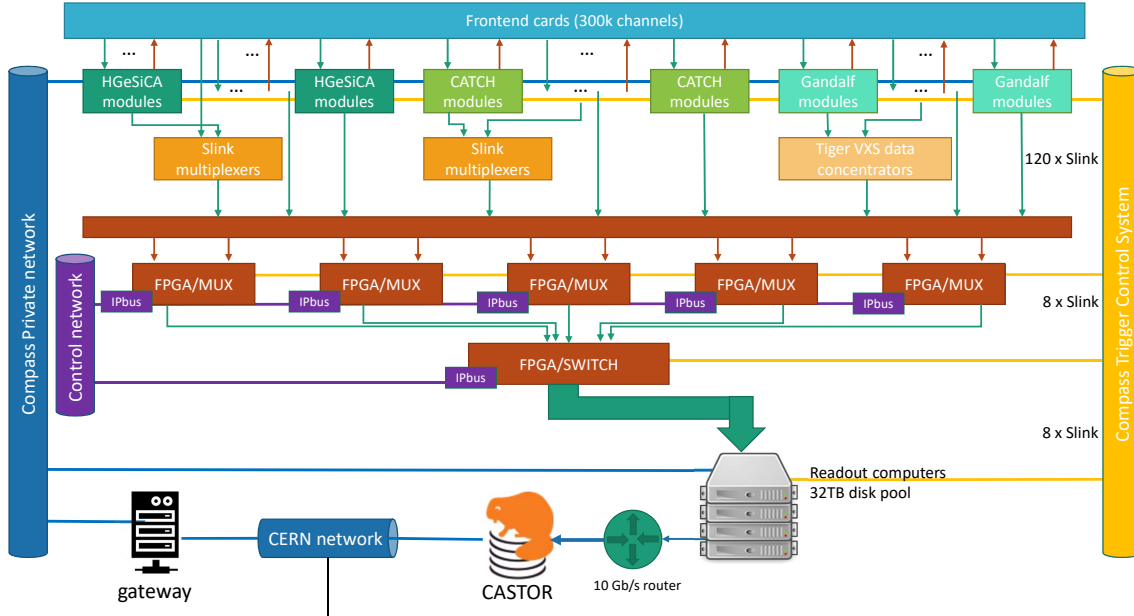 Frontend cards (300k channels)
... ... ... ... ...
HGeSiCA
modules
HGeSiCA
modules
CATCH
modules
CATCH
modules
Gandalf
modules
Gandalf
modules
... ... ...
Slink
multiplexers
Slink
multiplexers
Tiger VXS data
concentrators
120 x Slink
Compass Private network
Control network
Compass Trigger Control System
FPGA/MUX
FPGA/MUX
FPGA/MUX
FPGA/MUX
FPGA/MUX
IPbus
IPbus
IPbus
IPbus
IPbus
8 x Slink
FPGA/SWITCH
IPbus
8 x Slink
Readout computers
32TB disk pool
gateway
CERN network
CASTOR
10 Gb/s router